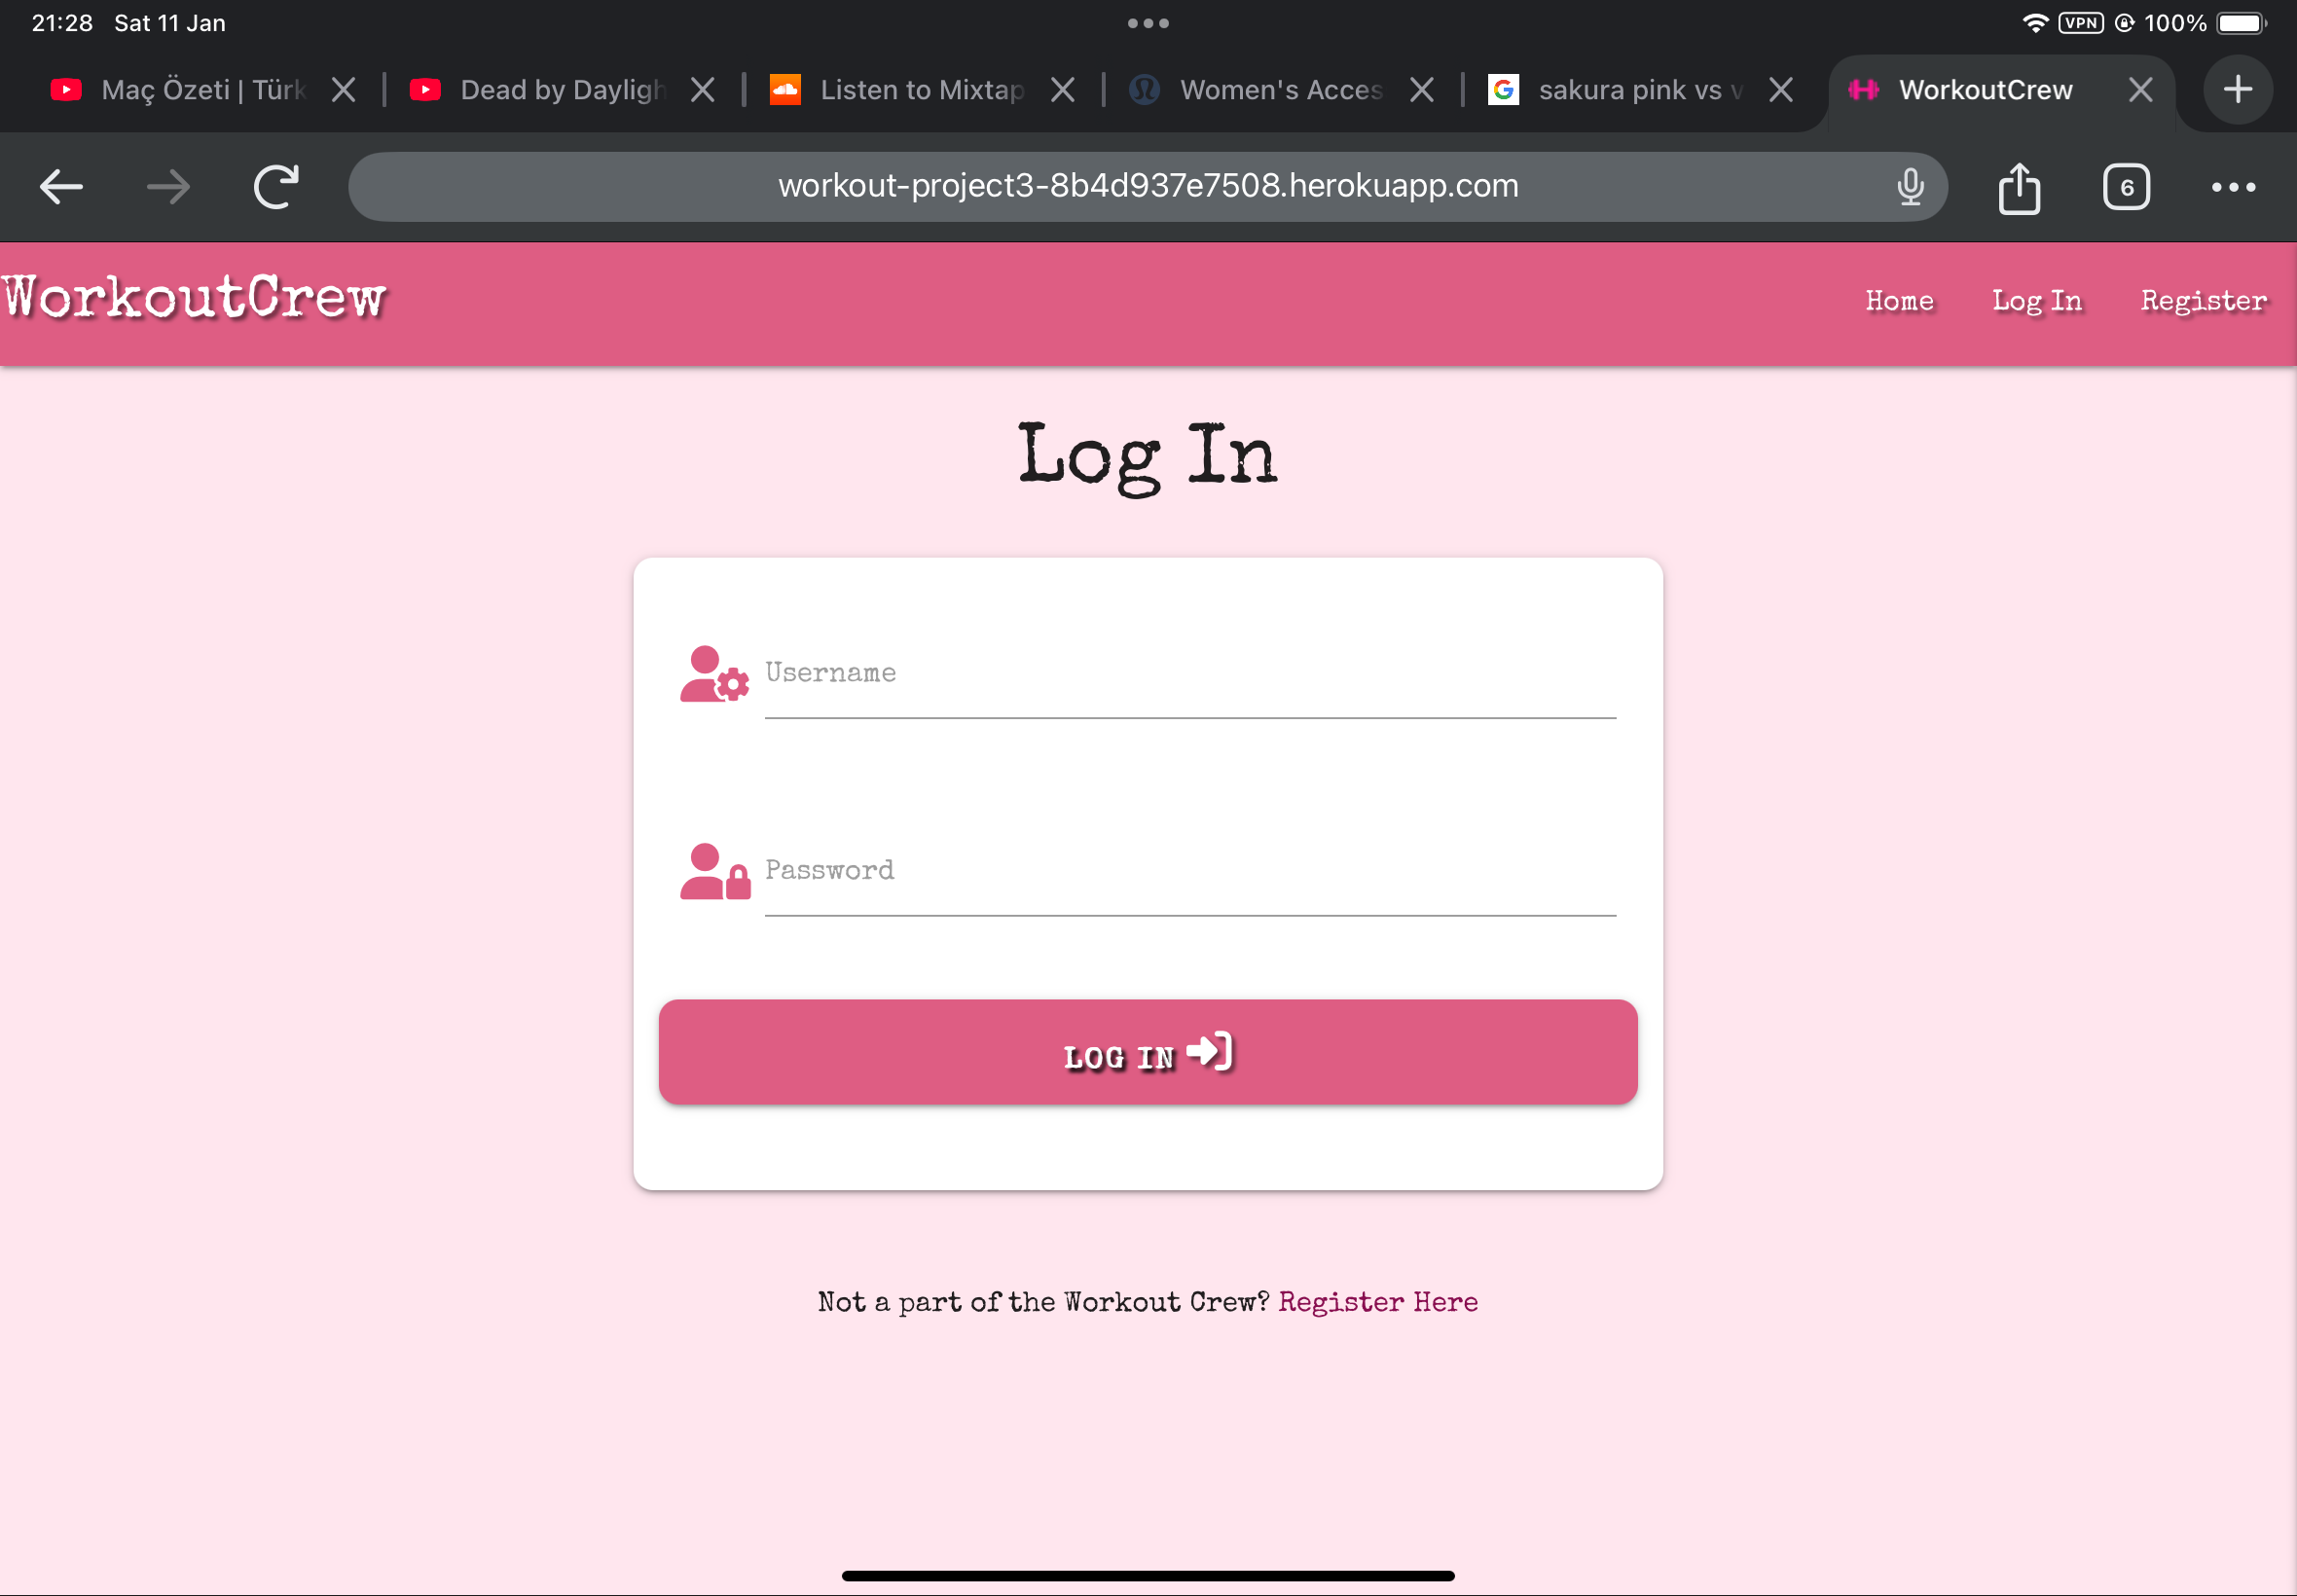 21:28 Sat 11 Jan
VPN 100%
Maç Özeti | Türk
Dead by Dayligh
Listen to Mixtap
Women's Acces
sakura pink vs v
WorkoutCrew
workout-project3-8b4d937e7508.herokuapp.com
6
WorkoutCrew
Home Log In Register
Log In
Username
Password
LOG IN
Not a part of the Workout Crew? Register Here